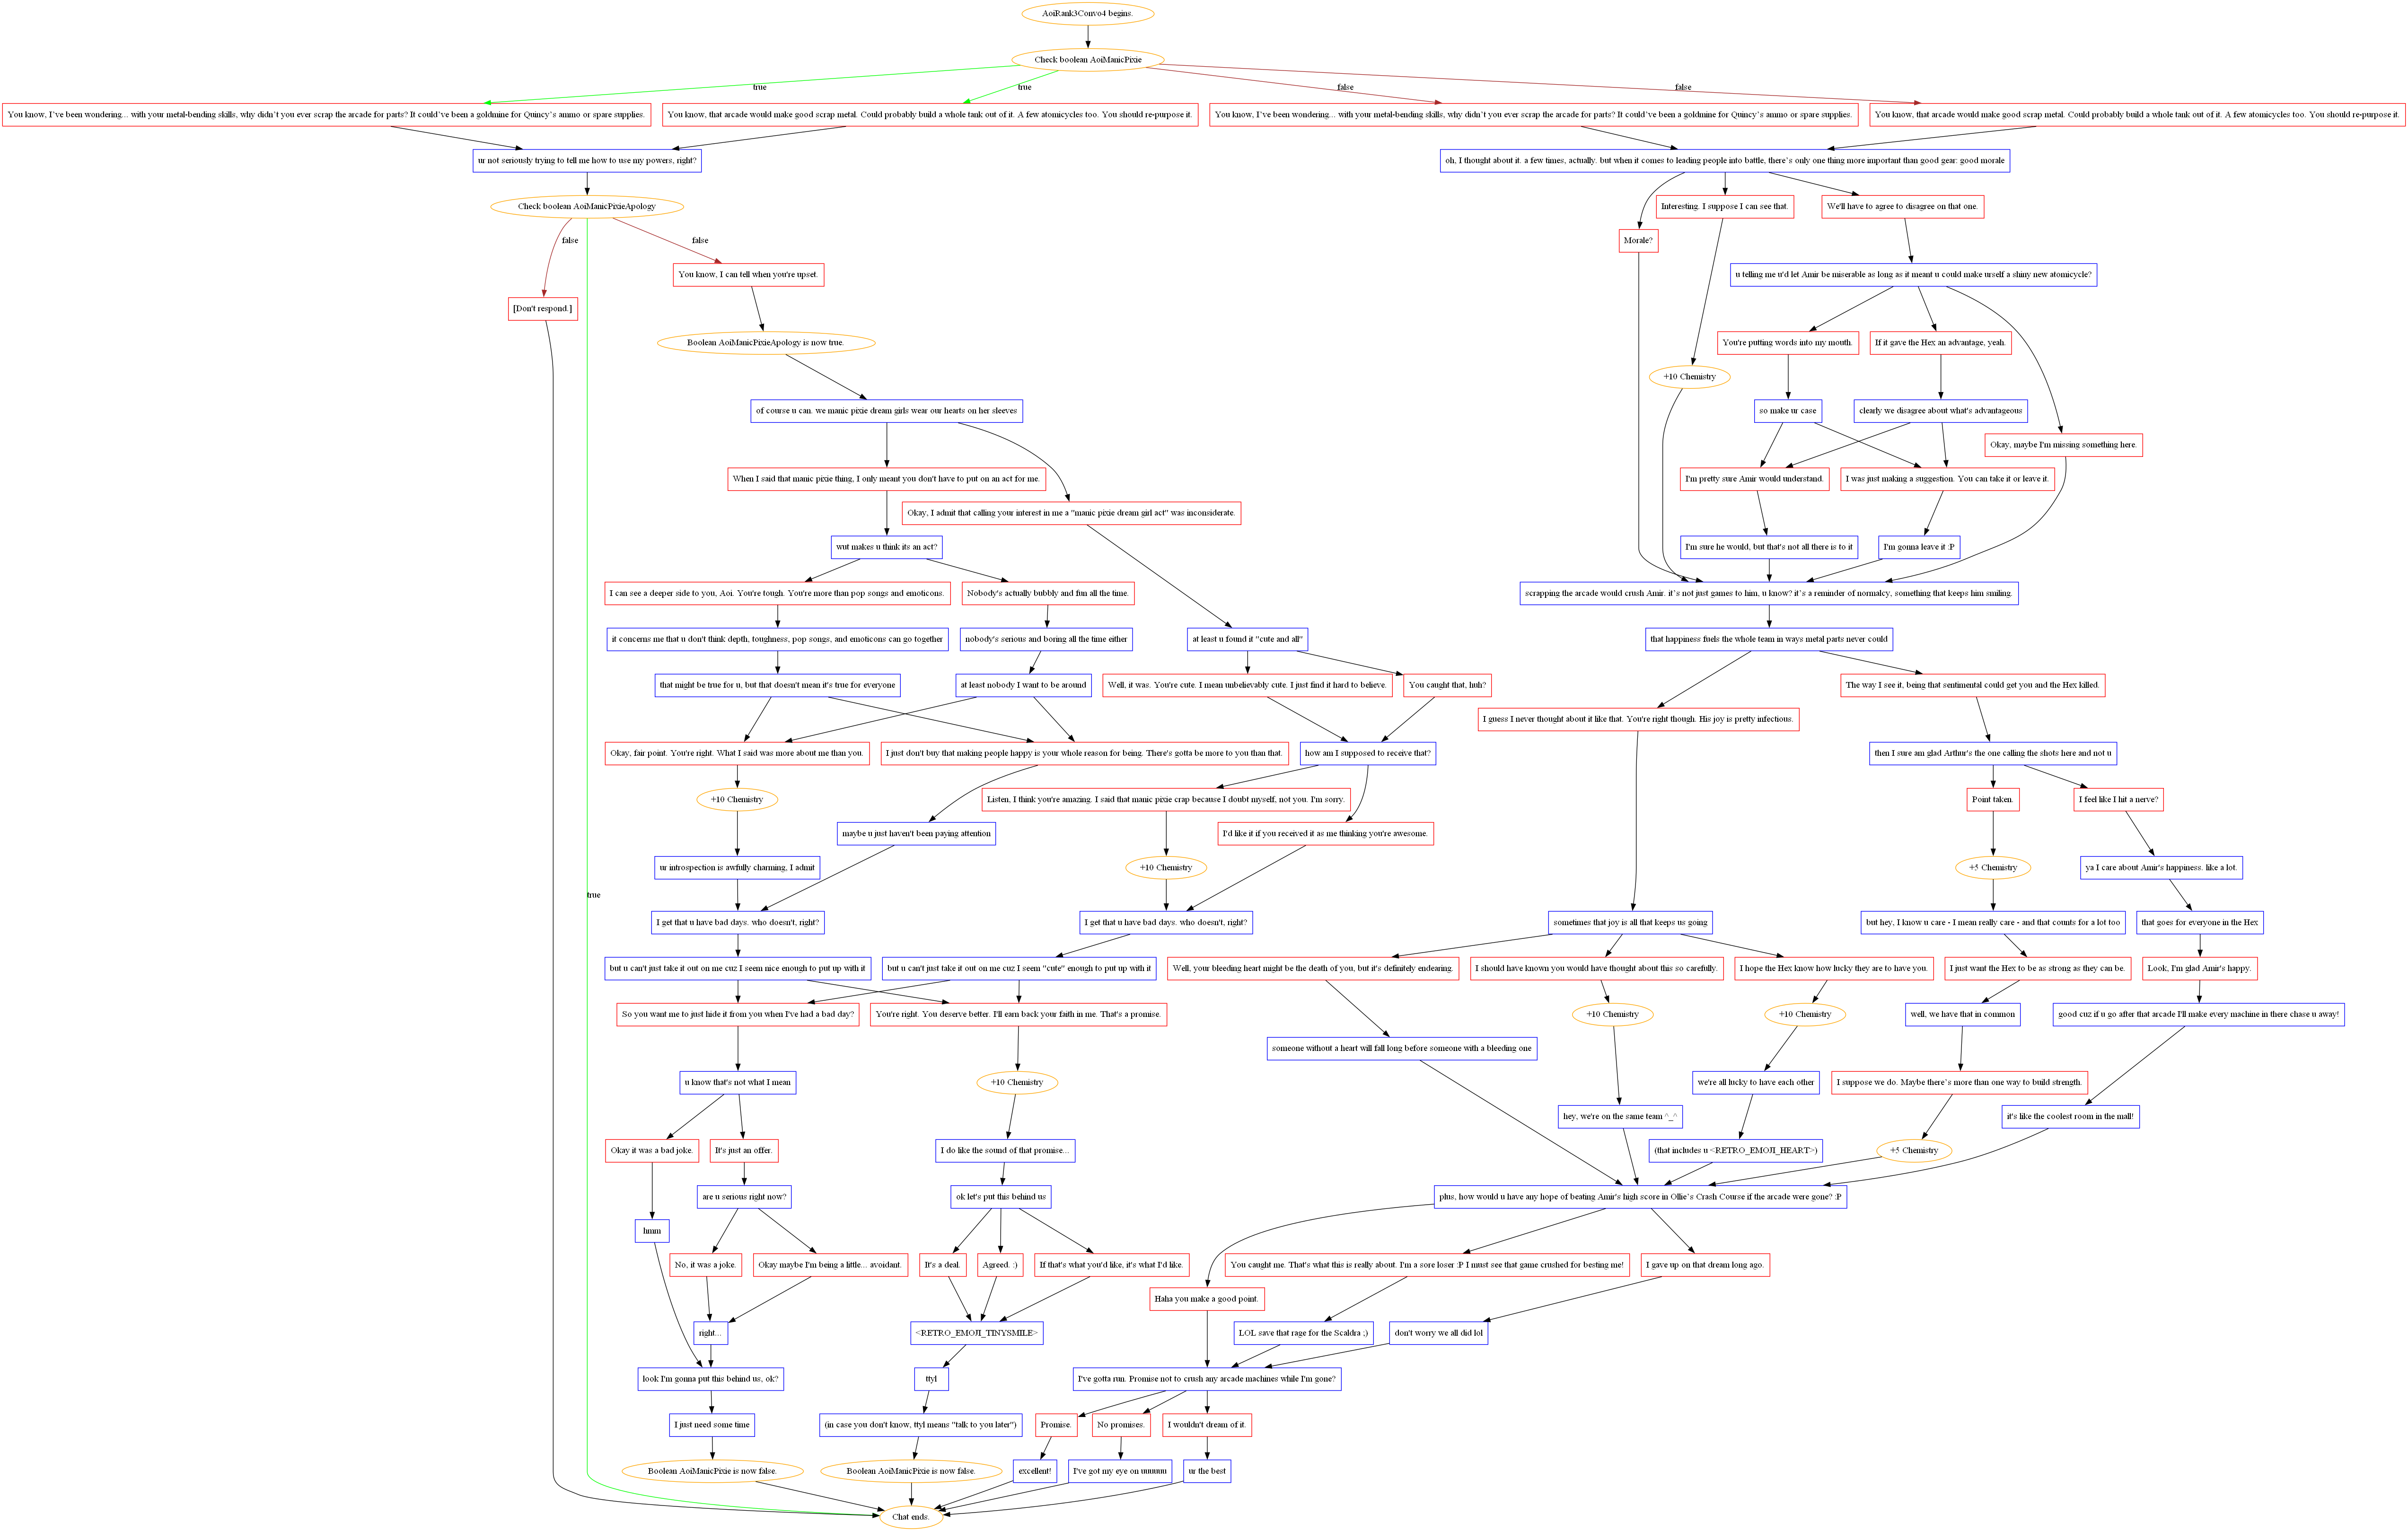 AoiRank3Convo4 begins.
Check boolean AoiManicPixie
true
true
false
false
You know, I've been wondering... with your metal-bending skills, why didn't you ever scrap the arcade for parts? It could've been a goldmine for Quincy's ammo or spare supplies.
You know, that arcade would make good scrap metal. Could probably build a whole tank out of it. A few atomicycles too. You should re-purpose it.
You know, I've been wondering... with your metal-bending skills, why didn't you ever scrap the arcade for parts? It could've been a goldmine for Quincy's ammo or spare supplies.
You know, that arcade would make good scrap metal. Could probably build a whole tank out of it. A few atomicycles too. You should re-purpose it.
ur not seriously trying to tell me how to use my powers, right?
oh, I thought about it. a few times, actually. but when it comes to leading people into battle, there's only one thing more important than good gear: good morale
Check boolean AoiManicPixieApology
Interesting. I suppose I can see that.
We'll have to agree to disagree on that one.
false
false
Morale?
You know, I can tell when you're upset.
u telling me u'd let Amir be miserable as long as it meant u could make urself a shiny new atomicycle?
[Don't respond.]
Boolean AoiManicPixieApology is now true.
You're putting words into my mouth.
If it gave the Hex an advantage, yeah.
+10 Chemistry
of course u can. we manic pixie dream girls wear our hearts on her sleeves
so make ur case
clearly we disagree about what's advantageous
Okay, maybe I'm missing something here.
When I said that manic pixie thing, I only meant you don't have to put on an act for me.
I'm pretty sure Amir would understand.
I was just making a suggestion. You can take it or leave it.
Okay, I admit that calling your interest in me a "manic pixie dream girl act" was inconsiderate.
wut makes u think its an act?
I'm sure he would, but that's not all there is to it
I'm gonna leave it :P
I can see a deeper side to you, Aoi. You're tough. You're more than pop songs and emoticons.
Nobody's actually bubbly and fun all the time.
scrapping the arcade would crush Amir. it's not just games to him, u know? it's a reminder of normalcy, something that keeps him smiling.
it concerns me that u don't think depth, toughness, pop songs, and emoticons can go together
nobody's serious and boring all the time either
at least u found it "cute and all"
that happiness fuels the whole team in ways metal parts never could
that might be true for u, but that doesn't mean it's true for everyone
at least nobody I want to be around
Well, it was. You're cute. I mean unbelievably cute. I just find it hard to believe.
You caught that, huh?
The way I see it, being that sentimental could get you and the Hex killed.
I guess I never thought about it like that. You're right though. His joy is pretty infectious.
Okay, fair point. You're right. What I said was more about me than you.
I just don't buy that making people happy is your whole reason for being. There's gotta be more to you than that.
how am I supposed to receive that?
then I sure am glad Arthur's the one calling the shots here and not u
+10 Chemistry
Listen, I think you're amazing. I said that manic pixie crap because I doubt myself, not you. I'm sorry.
Point taken.
I feel like I hit a nerve?
maybe u just haven't been paying attention
I'd like it if you received it as me thinking you're awesome.
ur introspection is awfully charming, I admit
+10 Chemistry
+5 Chemistry
ya I care about Amir's happiness. like a lot.
true
I get that u have bad days. who doesn't, right?
I get that u have bad days. who doesn't, right?
sometimes that joy is all that keeps us going
but hey, I know u care - I mean really care - and that counts for a lot too
that goes for everyone in the Hex
but u can't just take it out on me cuz I seem nice enough to put up with it
but u can't just take it out on me cuz I seem "cute" enough to put up with it
Well, your bleeding heart might be the death of you, but it's definitely endearing.
I should have known you would have thought about this so carefully.
I hope the Hex know how lucky they are to have you.
I just want the Hex to be as strong as they can be.
Look, I'm glad Amir's happy.
So you want me to just hide it from you when I've had a bad day?
You're right. You deserve better. I'll earn back your faith in me. That's a promise.
+10 Chemistry
+10 Chemistry
well, we have that in common
good cuz if u go after that arcade I'll make every machine in there chase u away!
someone without a heart will fall long before someone with a bleeding one
u know that's not what I mean
+10 Chemistry
we're all lucky to have each other
I suppose we do. Maybe there's more than one way to build strength.
hey, we're on the same team ^_^
it's like the coolest room in the mall!
Okay it was a bad joke.
It's just an offer.
I do like the sound of that promise...
(that includes u <RETRO_EMOJI_HEART>)
+5 Chemistry
are u serious right now?
ok let's put this behind us
plus, how would u have any hope of beating Amir's high score in Ollie's Crash Course if the arcade were gone? :P
hmm
No, it was a joke.
Okay maybe I'm being a little... avoidant.
It's a deal.
Agreed. :)
If that's what you'd like, it's what I'd like.
You caught me. That's what this is really about. I'm a sore loser :P I must see that game crushed for besting me!
I gave up on that dream long ago.
Haha you make a good point.
right...
<RETRO_EMOJI_TINYSMILE>
LOL save that rage for the Scaldra ;)
don't worry we all did lol
look I'm gonna put this behind us, ok?
ttyl
I've gotta run. Promise not to crush any arcade machines while I'm gone?
I just need some time
(in case you don't know, ttyl means "talk to you later")
Promise.
No promises.
I wouldn't dream of it.
Boolean AoiManicPixie is now false.
Boolean AoiManicPixie is now false.
excellent!
I've got my eye on uuuuuu
ur the best
Chat ends.